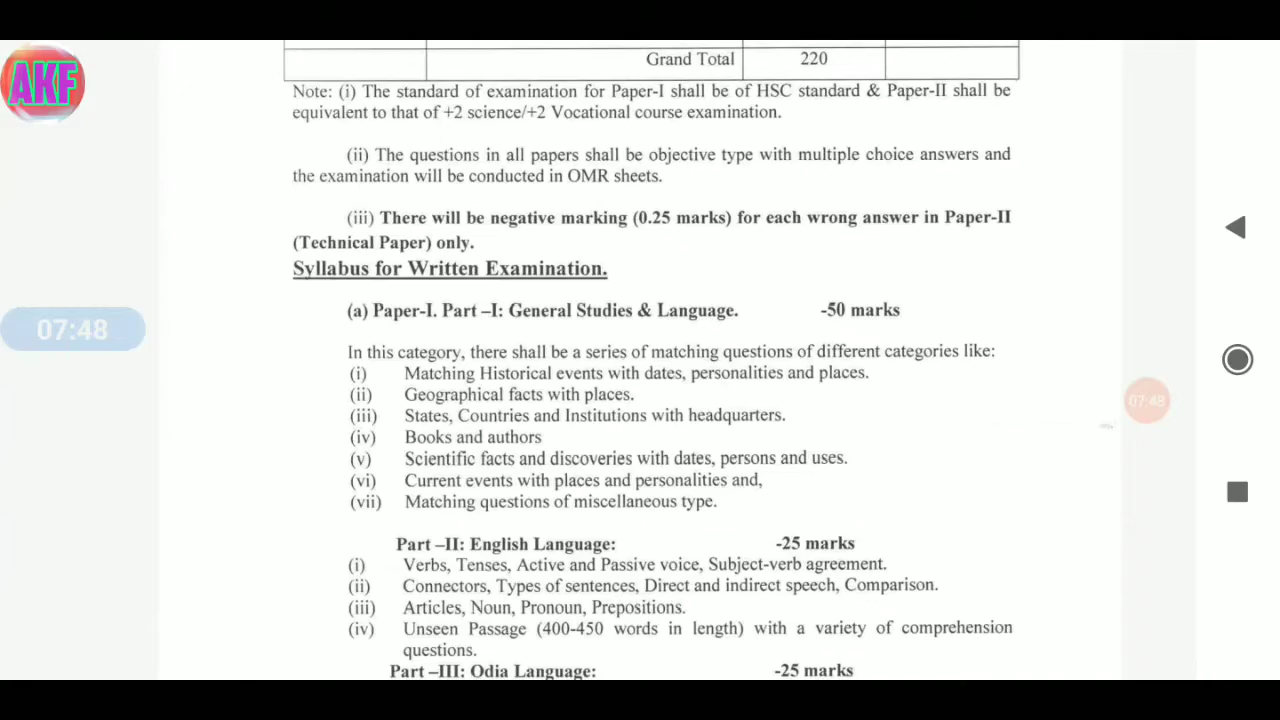 AKF
Grand Total 220
Note: (i) The standard of examination for Paper-I shall be of HSC standard & Paper-II shall be
equivalent to that of +2 science/+2 Vocational course examination.
(ii) The questions in all papers shall be objective type with multiple choice answers and
the examination will be conducted in OMR sheets.
(iii) There will be negative marking (0.25 marks) for each wrong answer in Paper-II
(Technical Paper) only.
Syllabus for Written Examination.
(a) Paper-I. Part –I: General Studies & Language. -50 marks
07:48
In this category, there shall be a series of matching questions of different categories like:
(i) Matching Historical events with dates, personalities and places.
(ii) Geographical facts with places.
07:48
(iii) States, Countries and Institutions with headquarters.
(iv) Books and authors
(v) Scientific facts and discoveries with dates, persons and uses.
(vi) Current events with places and personalities and,
(vii) Matching questions of miscellaneous type.
Part –II: English Language: -25 marks
(i) Verbs, Tenses, Active and Passive voice, Subject-verb agreement.
(ii) Connectors, Types of sentences, Direct and indirect speech, Comparison.
(iii) Articles, Noun, Pronoun, Prepositions.
(iv) Unseen Passage (400-450 words in length) with a variety of comprehension
questions.
Part –III: Odia Language: -25 marks